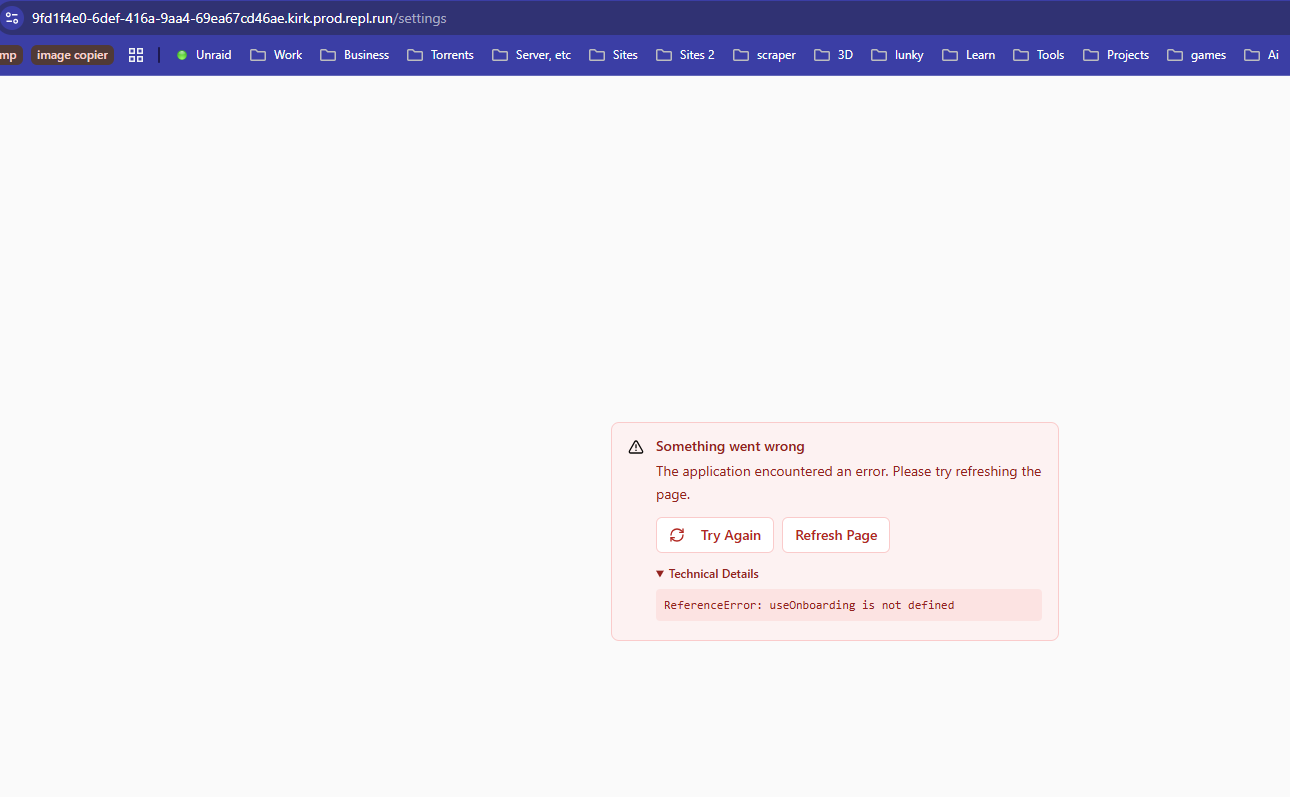 9fd1f4e0-6def-416a-9aa4-69ea67cd46ae.kirk.prod.repl.run/settings
mp image copier Unraid Work Business Torrents Server, etc Sites Sites 2 scraper 3D lunky Learn Tools Projects games Ai
Something went wrong
The application encountered an error. Please try refreshing the
page.
Try Again Refresh Page
▼ Technical Details
ReferenceError: useOnboarding is not defined